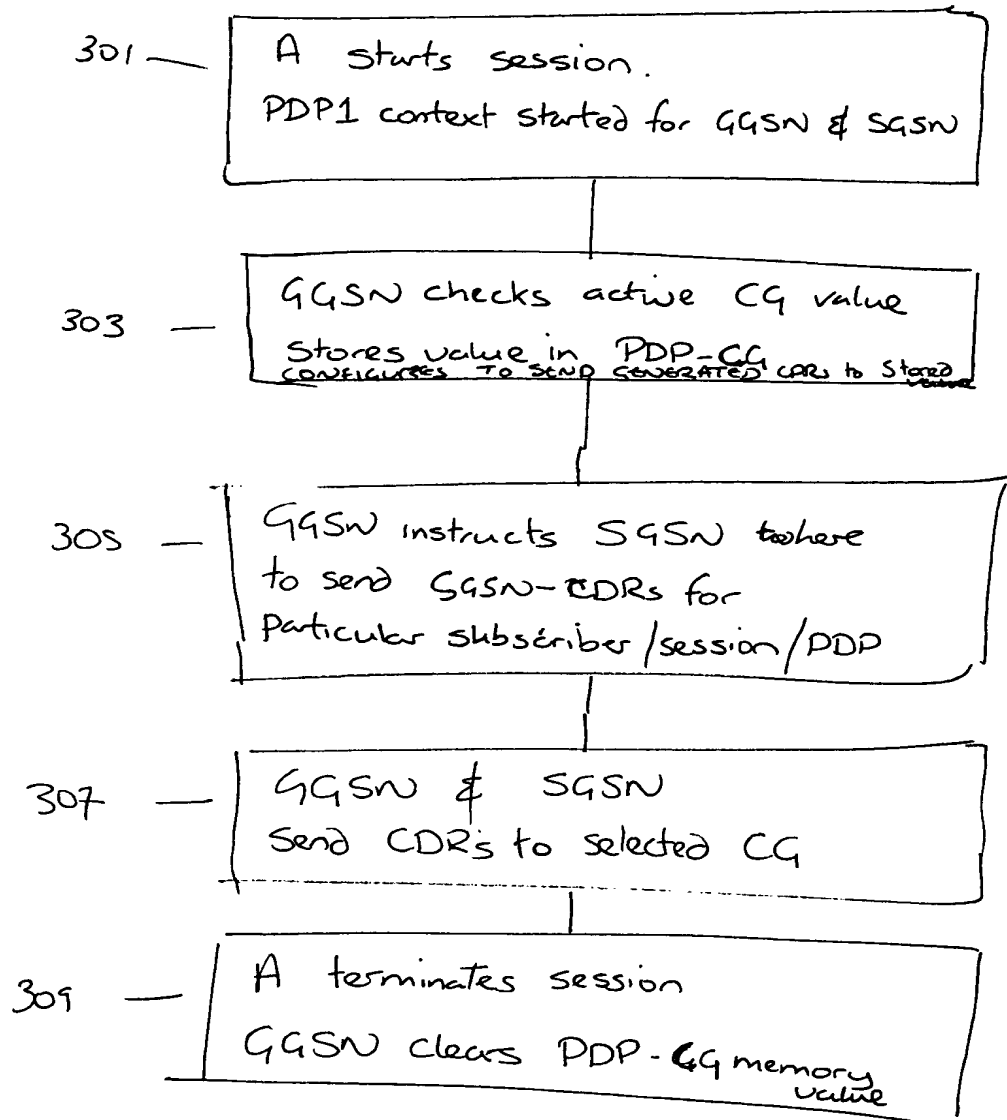 301
A starts session.
PDP1 context started for GGSN & SGSN
303
GGSN checks active CG value
Stores value in PDP-CG
CONFIGURES TO SEND GENERATED CDRs to Stored
value
305
GGSN instructs SGSN where
to send SGSN-CDRs for
Particular subscriber/session/PDP
307
GGSN & SGSN
Send CDRs to selected CG
309
A terminates session
GGSN clears PDP-CG memory
value